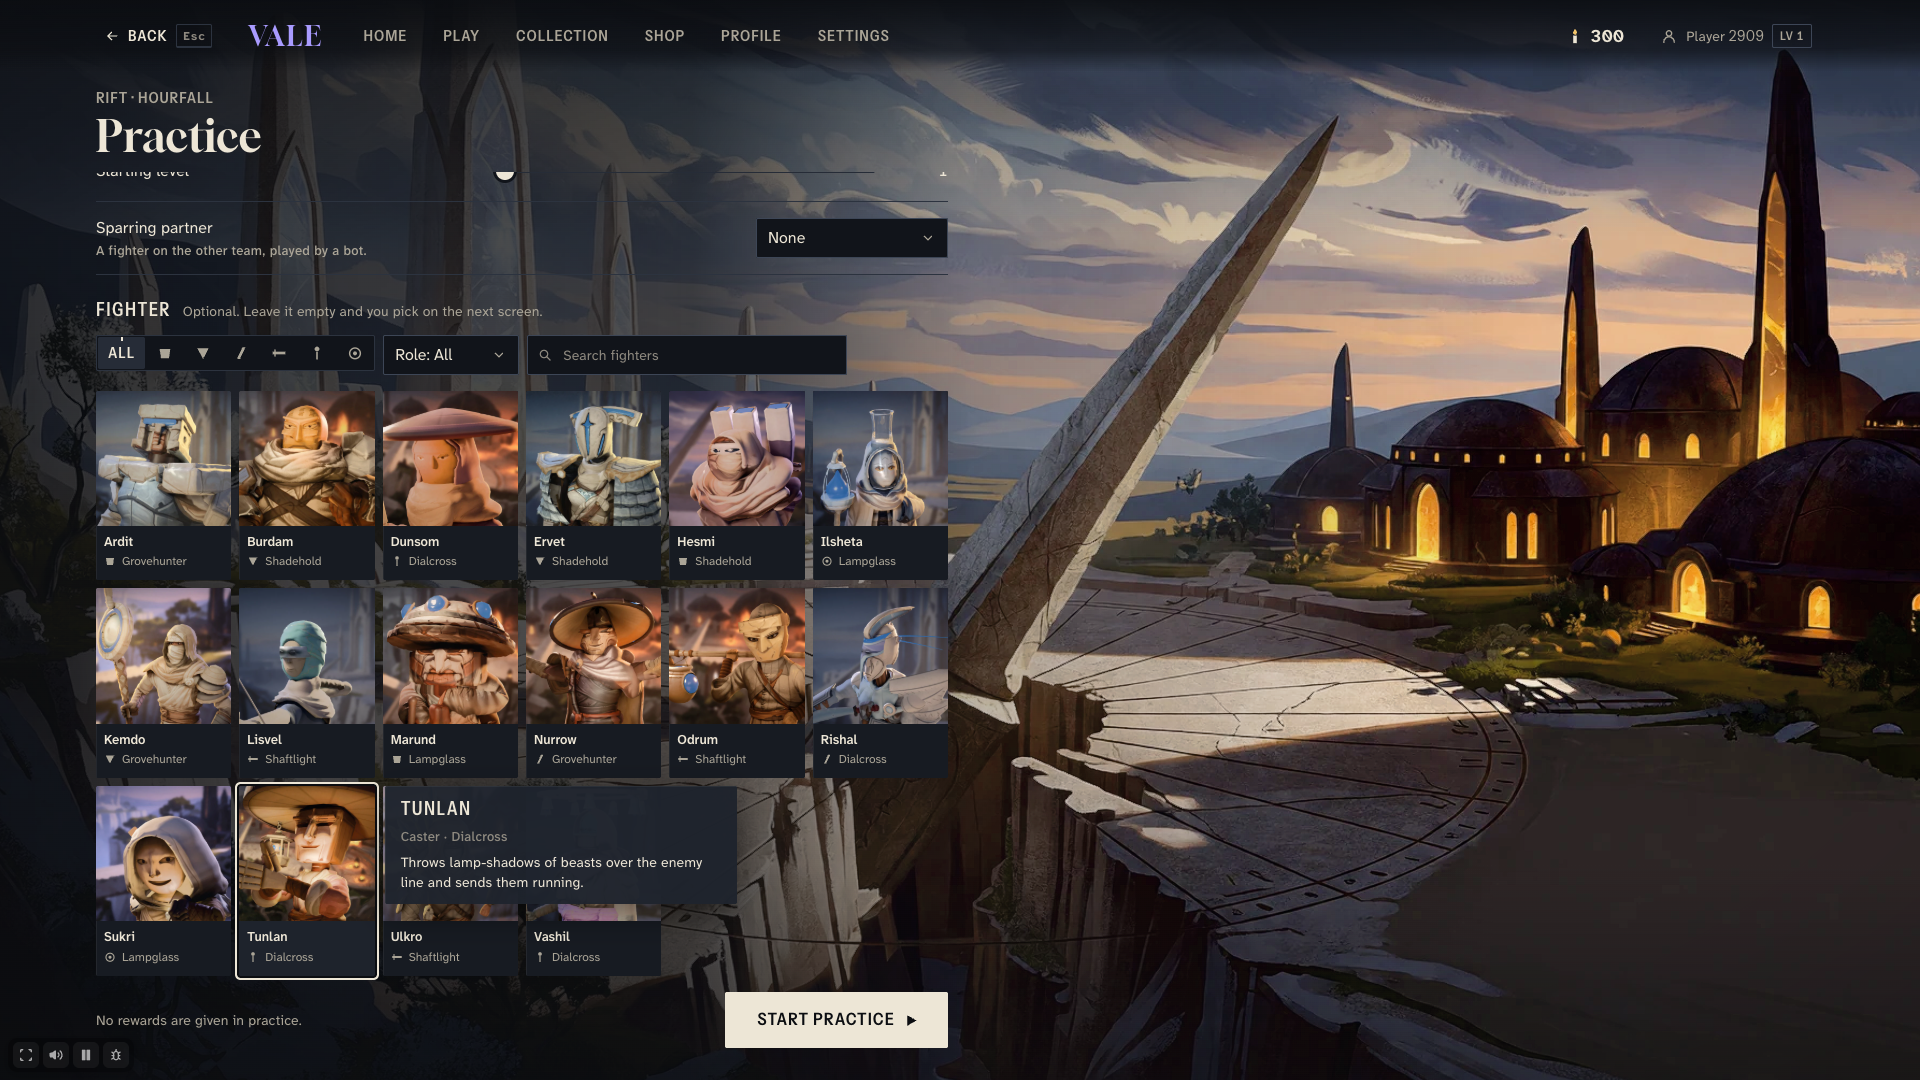 BACK Esc VALE HOME PLAY COLLECTION SHOP PROFILE SETTINGS 300 Player 2909 LV 1
RIFT · HOURFALL
Practice
Starting level 1
Sparring partner
A fighter on the other team, played by a bot.
None
FIGHTER Optional. Leave it empty and you pick on the next screen.
ALL Role: All Search fighters
Ardit Burdam Dunsom Ervet Hesmi Ilsheta
Grovehunter Shadehold Dialcross Shadehold Shadehold Lampglass
Kemdo Lisvel Marund Nurrow Odrum Rishal
Grovehunter Shaftlight Lampglass Grovehunter Shaftlight Dialcross
TUNLAN
Caster · Dialcross
Throws lamp-shadows of beasts over the enemy
line and sends them running.
Sukri Tunlan Ulkro Vashil
Lampglass Dialcross Shaftlight Dialcross
No rewards are given in practice.
START PRACTICE